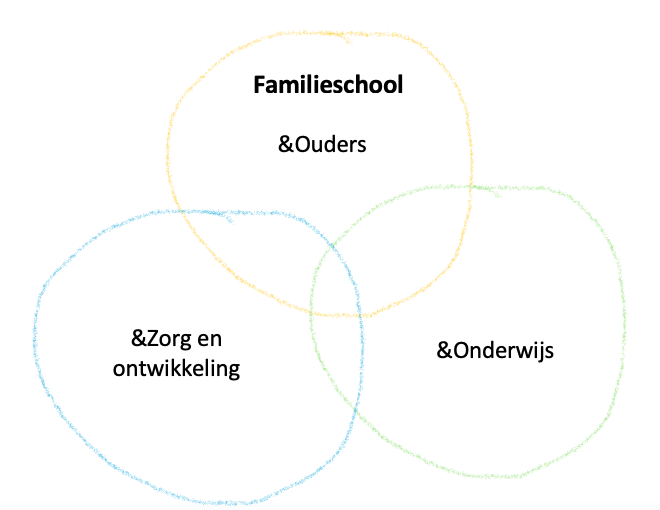 Familieschool
&Ouders
&Zorg en
ontwikkeling
&Onderwijs